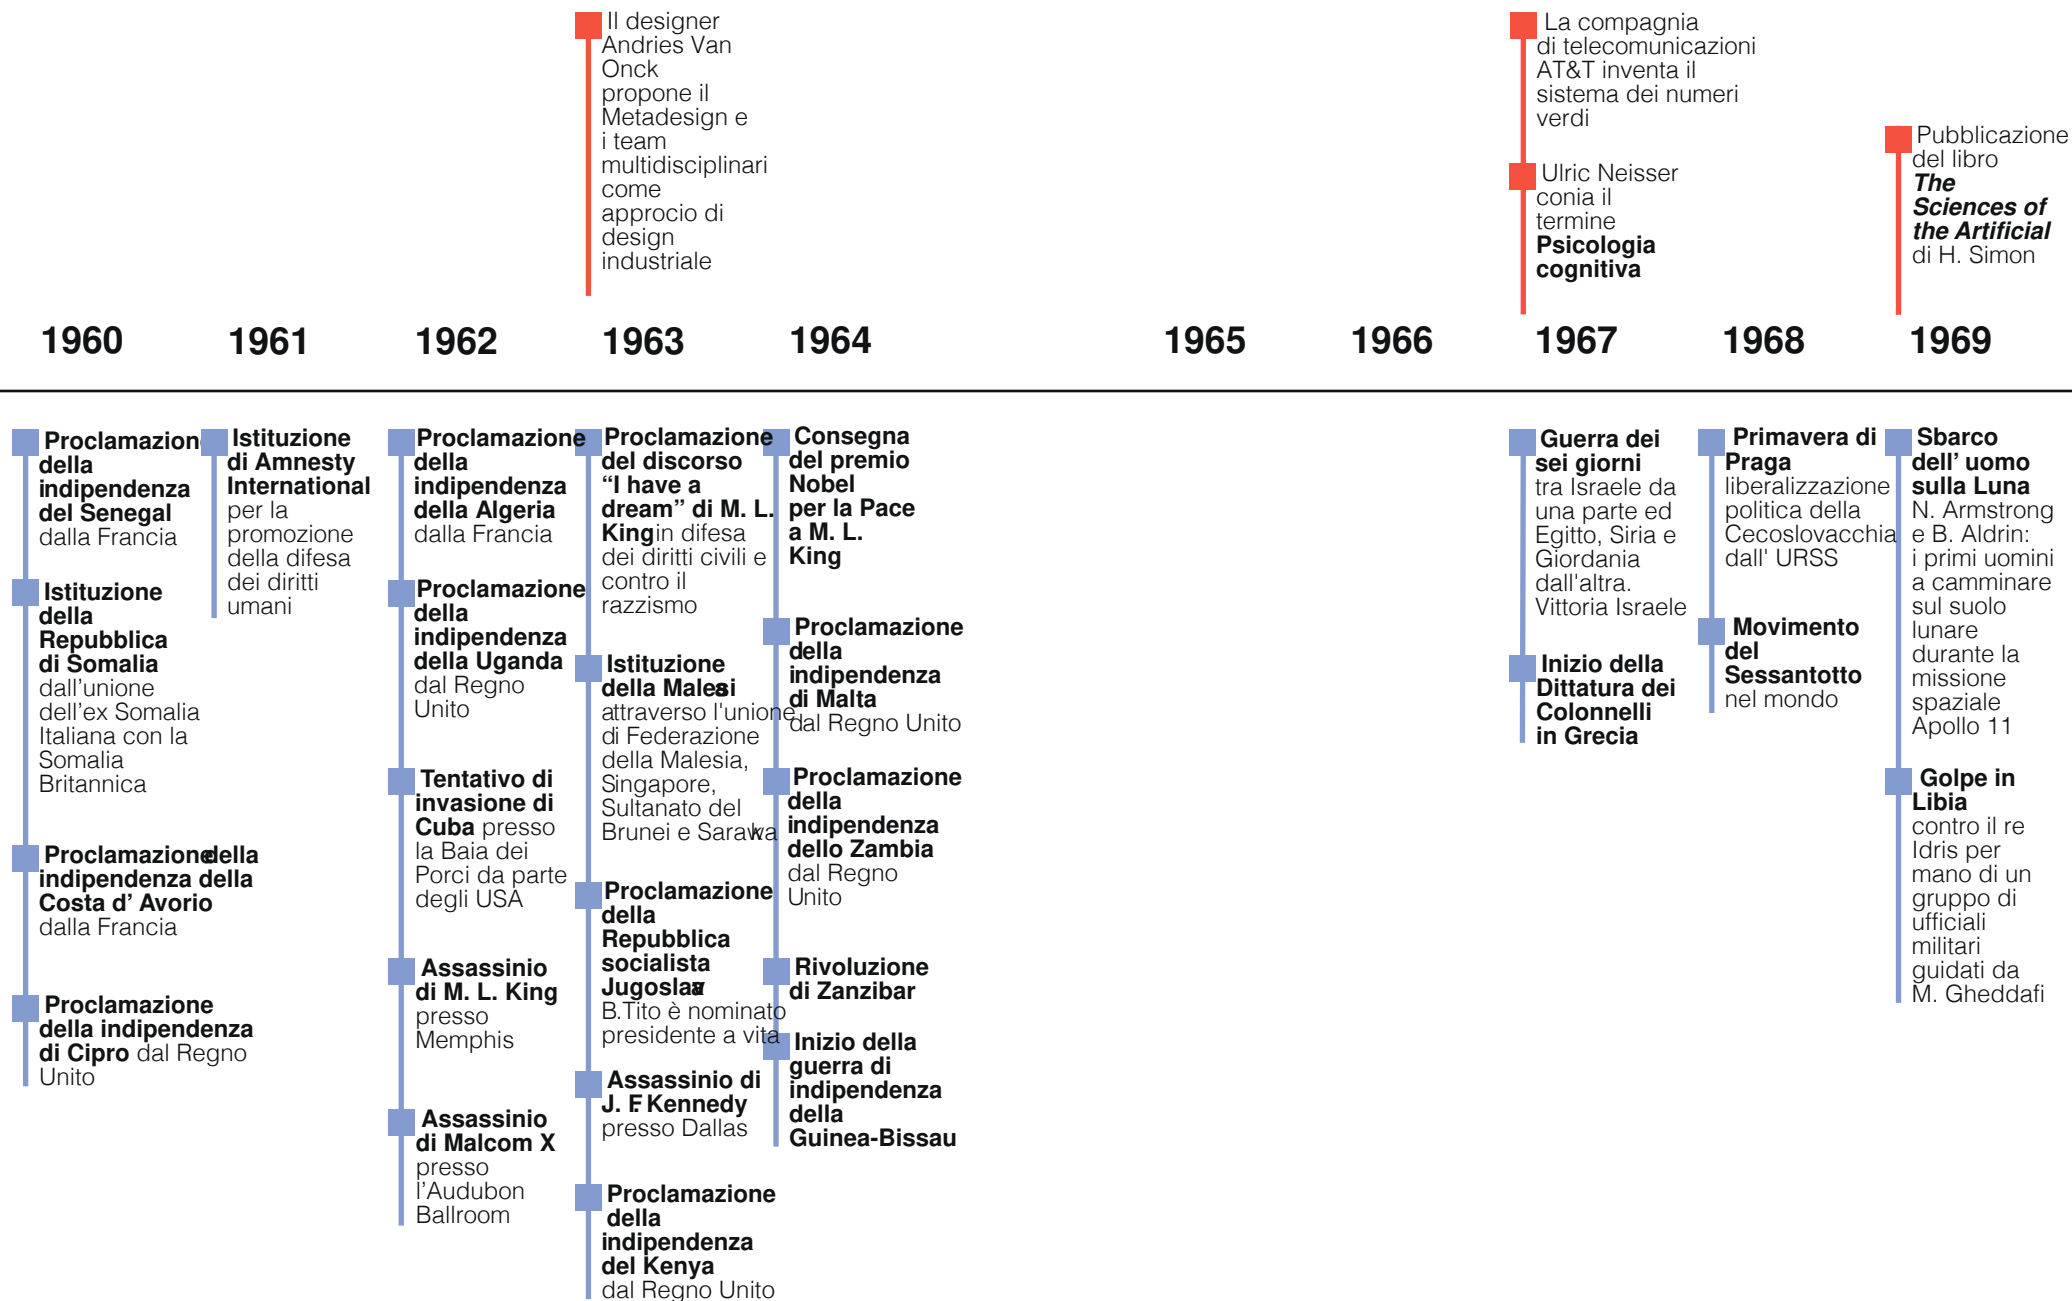 Il designer
Andries Van
Onck
propone il
Metadesign e
i team
multidisciplinari
come
approcio di
design
industriale
La compagnia
di telecomunicazioni
AT&T inventa il
sistema dei numeri
verdi
Ulric Neisser
conia il
termine
Psicologia
cognitiva
Pubblicazione
del libro
The
Sciences of
the Artificial
di H. Simon
1960 1961 1962 1963 1964 1965 1966 1967 1968 1969
Proclamazione
della
indipendenza
del Senegal
dalla Francia
Istituzione
della
Repubblica
di Somalia
dall'unione
dell'ex Somalia
Italiana con la
Somalia
Britannica
Proclamazione della
indipendenza della
Costa d' Avorio
dalla Francia
Proclamazione
della indipendenza
di Cipro dal Regno
Unito
Istituzione
di Amnesty
International
per la
promozione
della difesa
dei diritti
umani
Proclamazione
della
indipendenza
della Algeria
dalla Francia
Proclamazione
della
indipendenza
della Uganda
dal Regno
Unito
Tentativo di
invasione di
Cuba presso
la Baia dei
Porci da parte
degli USA
Assassinio
di M. L. King
presso
Memphis
Assassinio
di Malcom X
presso
l'Audubon
Ballroom
Proclamazione
del discorso
“I have a
dream” di M. L.
King in difesa
dei diritti civili e
contro il
razzismo
Istituzione
della Malesia
attraverso l'unione
di Federazione
della Malesia,
Singapore,
Sultanato del
Brunei e Sarawak
Proclamazione
della
Repubblica
socialista
Jugoslava
B.Tito è nominato
presidente a vita
Assassinio di
J. F. Kennedy
presso Dallas
Proclamazione
della
indipendenza
del Kenya
dal Regno Unito
Consegna
del premio
Nobel
per la Pace
a M. L.
King
Proclamazione
della
indipendenza
di Malta
dal Regno Unito
Proclamazione
della
indipendenza
dello Zambia
dal Regno
Unito
Rivoluzione
di Zanzibar
Inizio della
guerra di
indipendenza
della
Guinea-Bissau
Guerra dei
sei giorni
tra Israele da
una parte ed
Egitto, Siria e
Giordania
dall'altra.
Vittoria Israele
Inizio della
Dittatura dei
Colonnelli
in Grecia
Primavera di
Praga
liberalizzazione
politica della
Cecoslovacchia
dall' URSS
Movimento
del
Sessantotto
nel mondo
Sbarco
dell' uomo
sulla Luna
N. Armstrong
e B. Aldrin:
i primi uomini
a camminare
sul suolo
lunare
durante la
missione
spaziale
Apollo 11
Golpe in
Libia
contro il re
Idris per
mano di un
gruppo di
ufficiali
militari
guidati da
M. Gheddafi